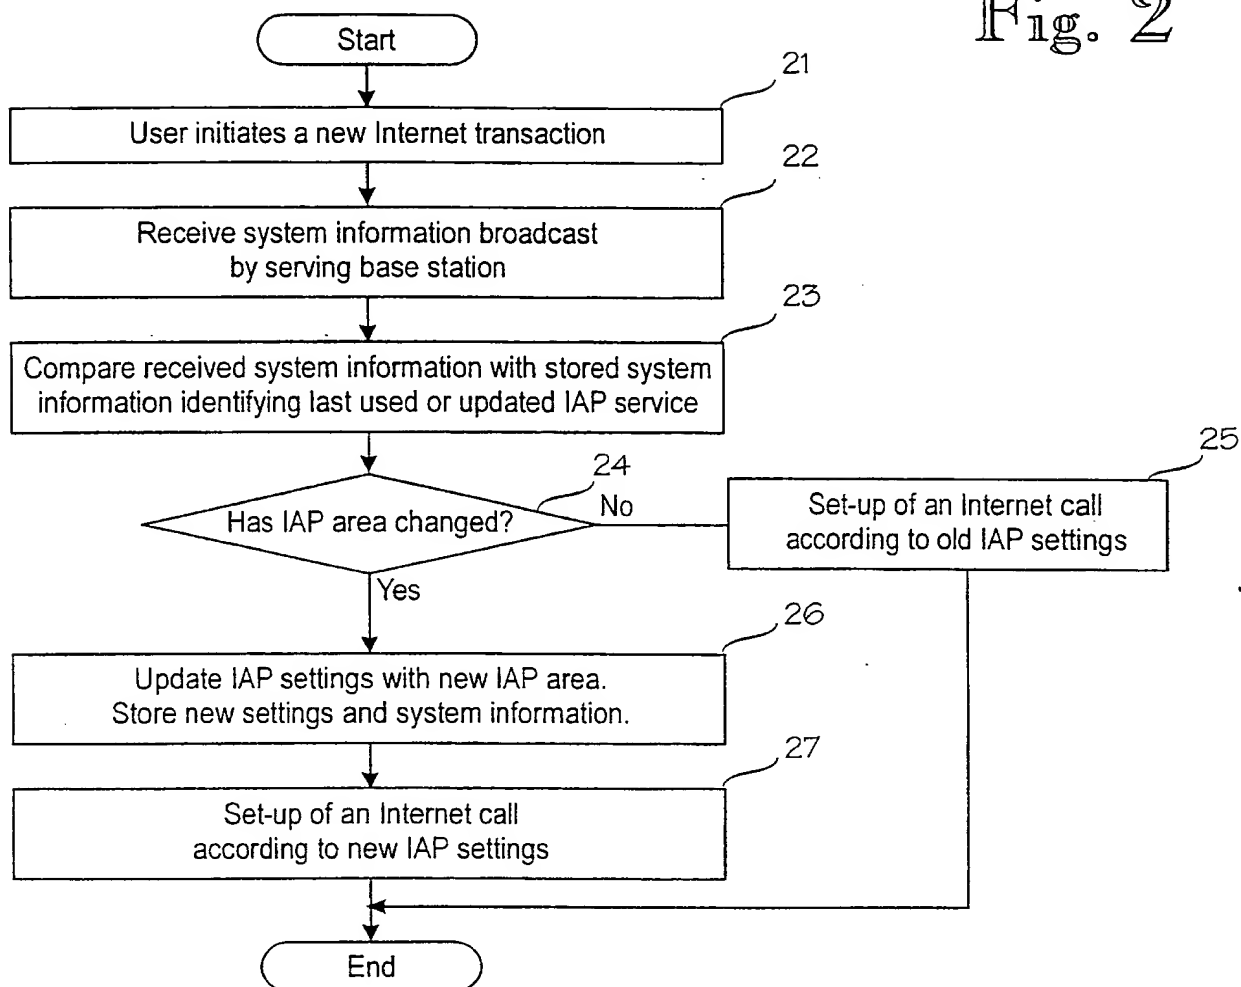 Fig. 2
Start
21
User initiates a new Internet transaction
22
Receive system information broadcast
by serving base station
23
Compare received system information with stored system
information identifying last used or updated IAP service
24
Has IAP area changed?
No
25
Set-up of an Internet call
according to old IAP settings
Yes
26
Update IAP settings with new IAP area.
Store new settings and system information.
27
Set-up of an Internet call
according to new IAP settings
End